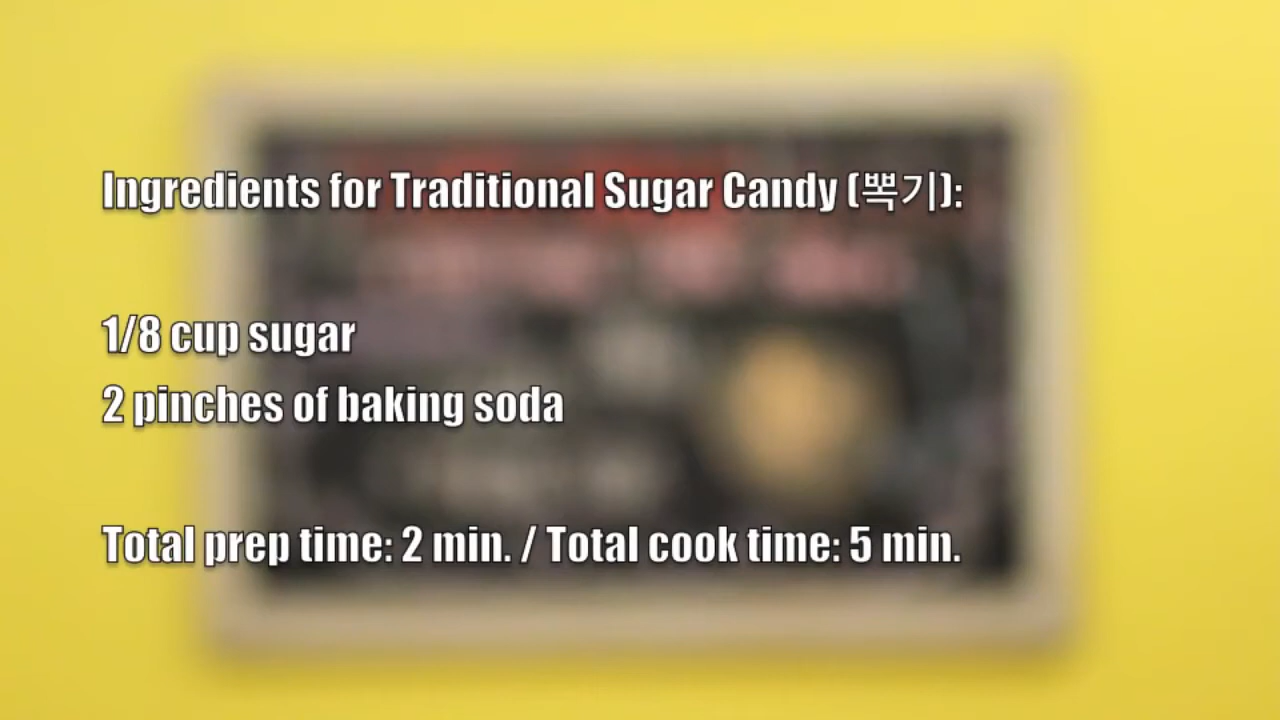 Ingredients for Traditional Sugar Candy (뽁기):
1/8 cup sugar
2 pinches of baking soda
Total prep time: 2 min. / Total cook time: 5 min.